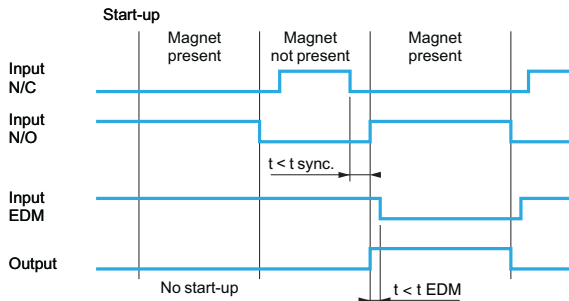 Start-up
Magnet
present
Magnet
not present
Magnet
present
Input
N/C
Input
N/O
t < t sync.
Input
EDM
Output
No start-up
t < t EDM